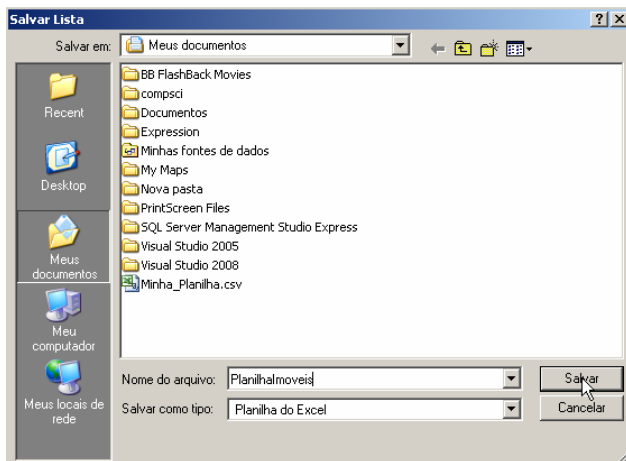 Salvar Lista
Salvar em:
Meus documentos
Recent
Desktop
Meus
documentos
Meu
computador
Meus locais de
rede
BB FlashBack Movies
compsci
Documentos
Expression
Minhas fontes de dados
My Maps
Nova pasta
PrintScreen Files
SQL Server Management Studio Express
Visual Studio 2005
Visual Studio 2008
Minha_Planilha.csv
Nome do arquivo:
PlanilhaImoveis
Salvar
Salvar como tipo:
Planilha do Excel
Cancelar